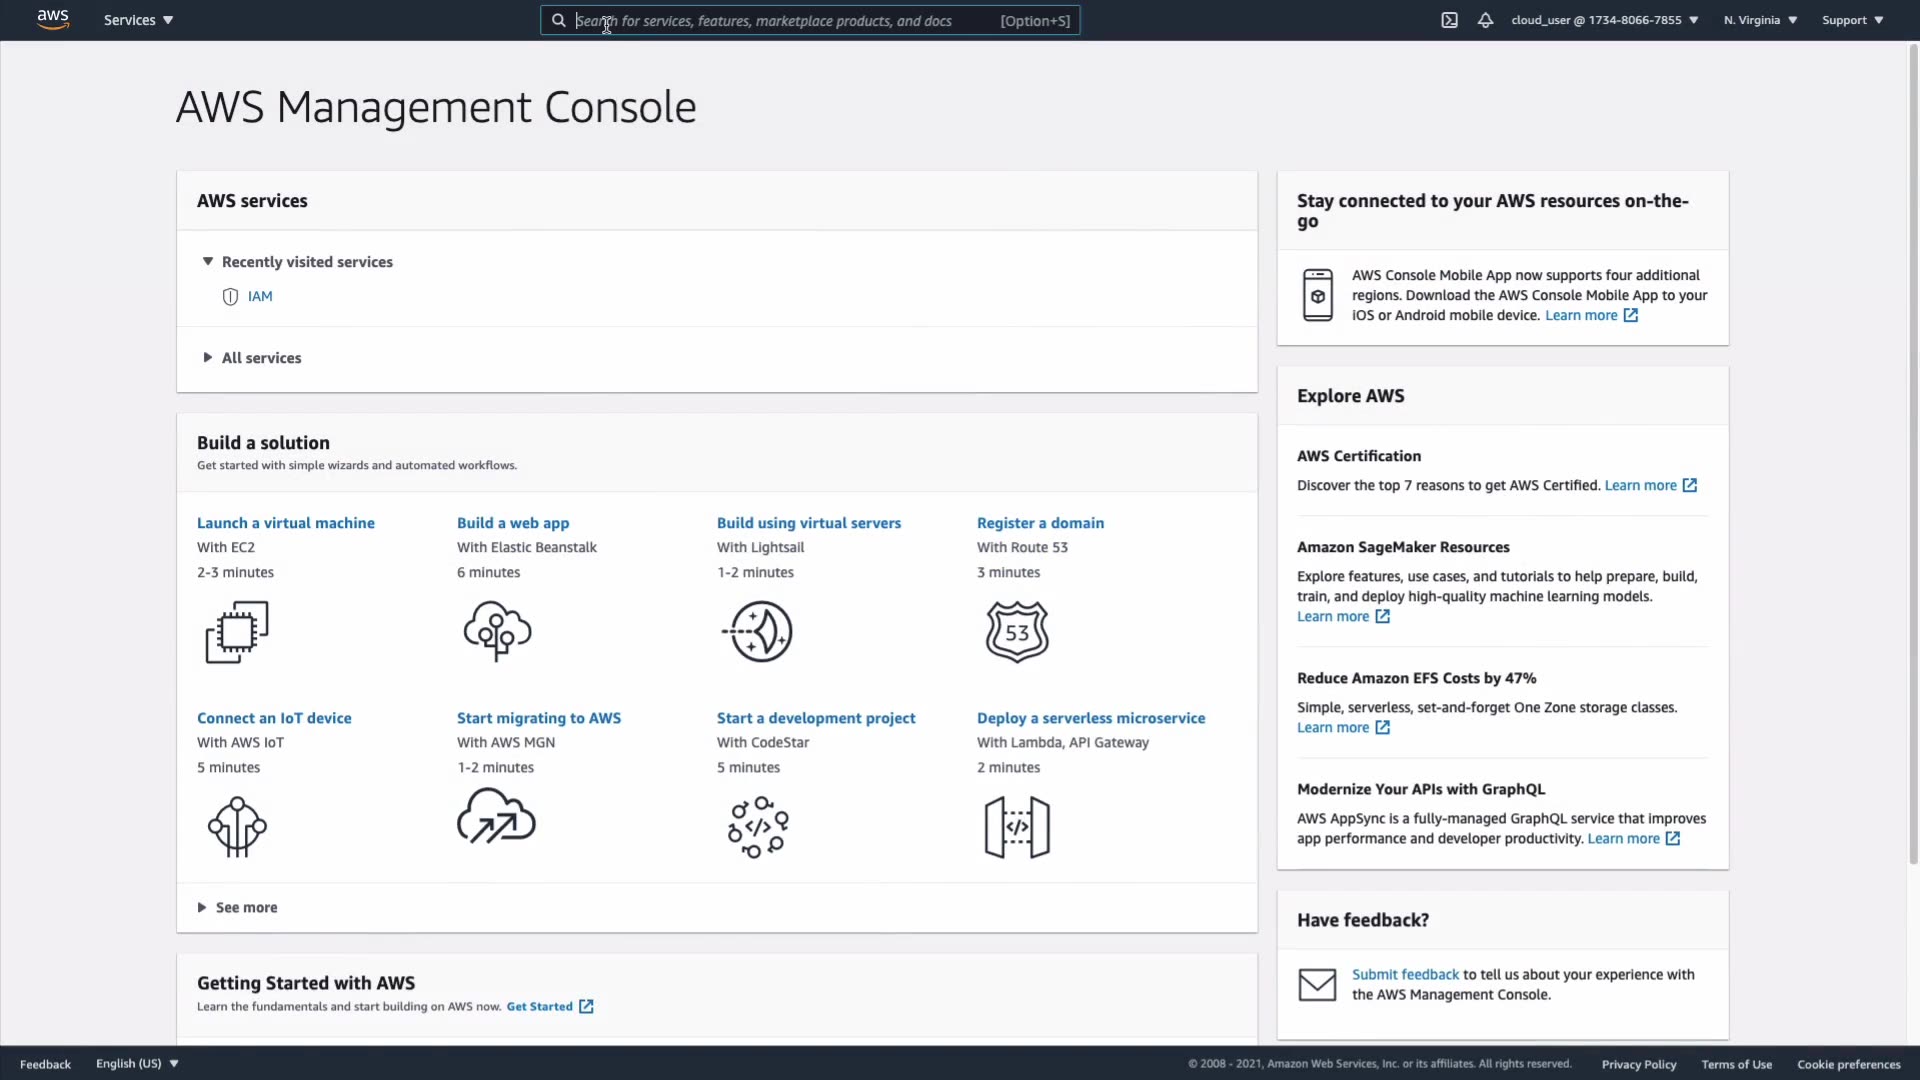 aws
Services
Search for services, features, marketplace products, and docs [Option+S]
cloud_user @ 1734-8066-7855
N. Virginia
Support
AWS Management Console
AWS services
Recently visited services
IAM
All services
Build a solution
Get started with simple wizards and automated workflows.
Launch a virtual machine
With EC2
2-3 minutes
Build a web app
With Elastic Beanstalk
6 minutes
Build using virtual servers
With Lightsail
1-2 minutes
Register a domain
With Route 53
3 minutes
53
Connect an IoT device
With AWS IoT
5 minutes
Start migrating to AWS
With AWS MGN
1-2 minutes
Start a development project
With CodeStar
5 minutes
</>
Deploy a serverless microservice
With Lambda, API Gateway
2 minutes
</>
See more
Getting Started with AWS
Learn the fundamentals and start building on AWS now. Get Started
Stay connected to your AWS resources on-the-
go
AWS Console Mobile App now supports four additional
regions. Download the AWS Console Mobile App to your
iOS or Android mobile device. Learn more
Explore AWS
AWS Certification
Discover the top 7 reasons to get AWS Certified. Learn more
Amazon SageMaker Resources
Explore features, use cases, and tutorials to help prepare, build,
train, and deploy high-quality machine learning models.
Learn more
Reduce Amazon EFS Costs by 47%
Simple, serverless, set-and-forget One Zone storage classes.
Learn more
Modernize Your APIs with GraphQL
AWS AppSync is a fully-managed GraphQL service that improves
app performance and developer productivity. Learn more
Have feedback?
Submit feedback to tell us about your experience with
the AWS Management Console.
Feedback
English (US)
© 2008 - 2021, Amazon Web Services, Inc. or its affiliates. All rights reserved.
Privacy Policy
Terms of Use
Cookie preferences